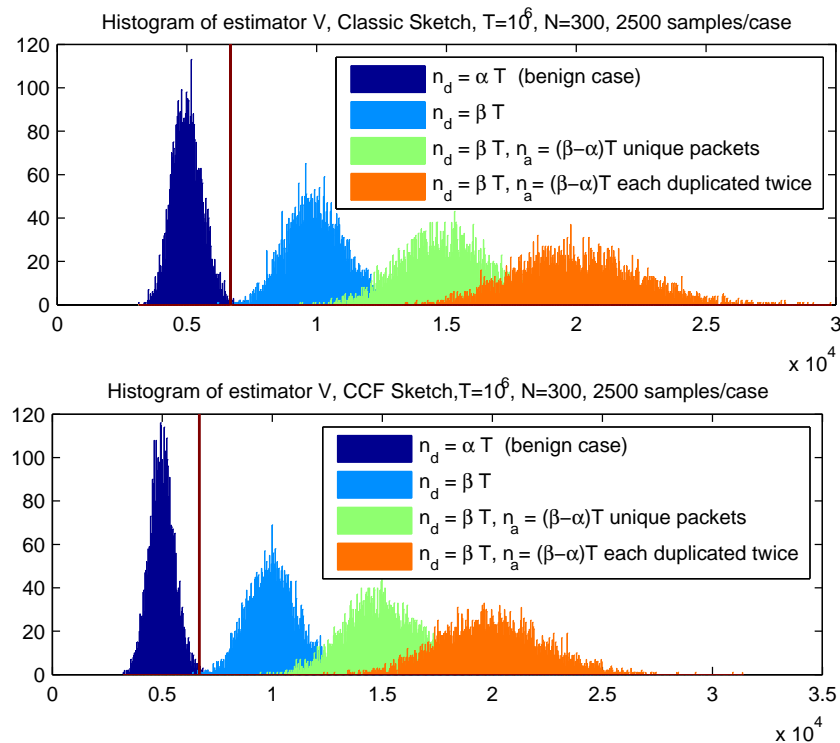 Histogram of estimator V, Classic Sketch, T=10^6, N=300, 2500 samples/case
120
100
80
60
40
20
0
n_d = α T (benign case)
n_d = β T
n_d = β T, n_a = (β−α)T unique packets
n_d = β T, n_a = (β−α)T each duplicated twice
0 0.5 1 1.5 2 2.5 3
x 10^4
Histogram of estimator V, CCF Sketch,T=10^6, N=300, 2500 samples/case
120
100
80
60
40
20
0
n_d = α T (benign case)
n_d = β T
n_d = β T, n_a = (β−α)T unique packets
n_d = β T, n_a = (β−α)T each duplicated twice
0 0.5 1 1.5 2 2.5 3 3.5
x 10^4